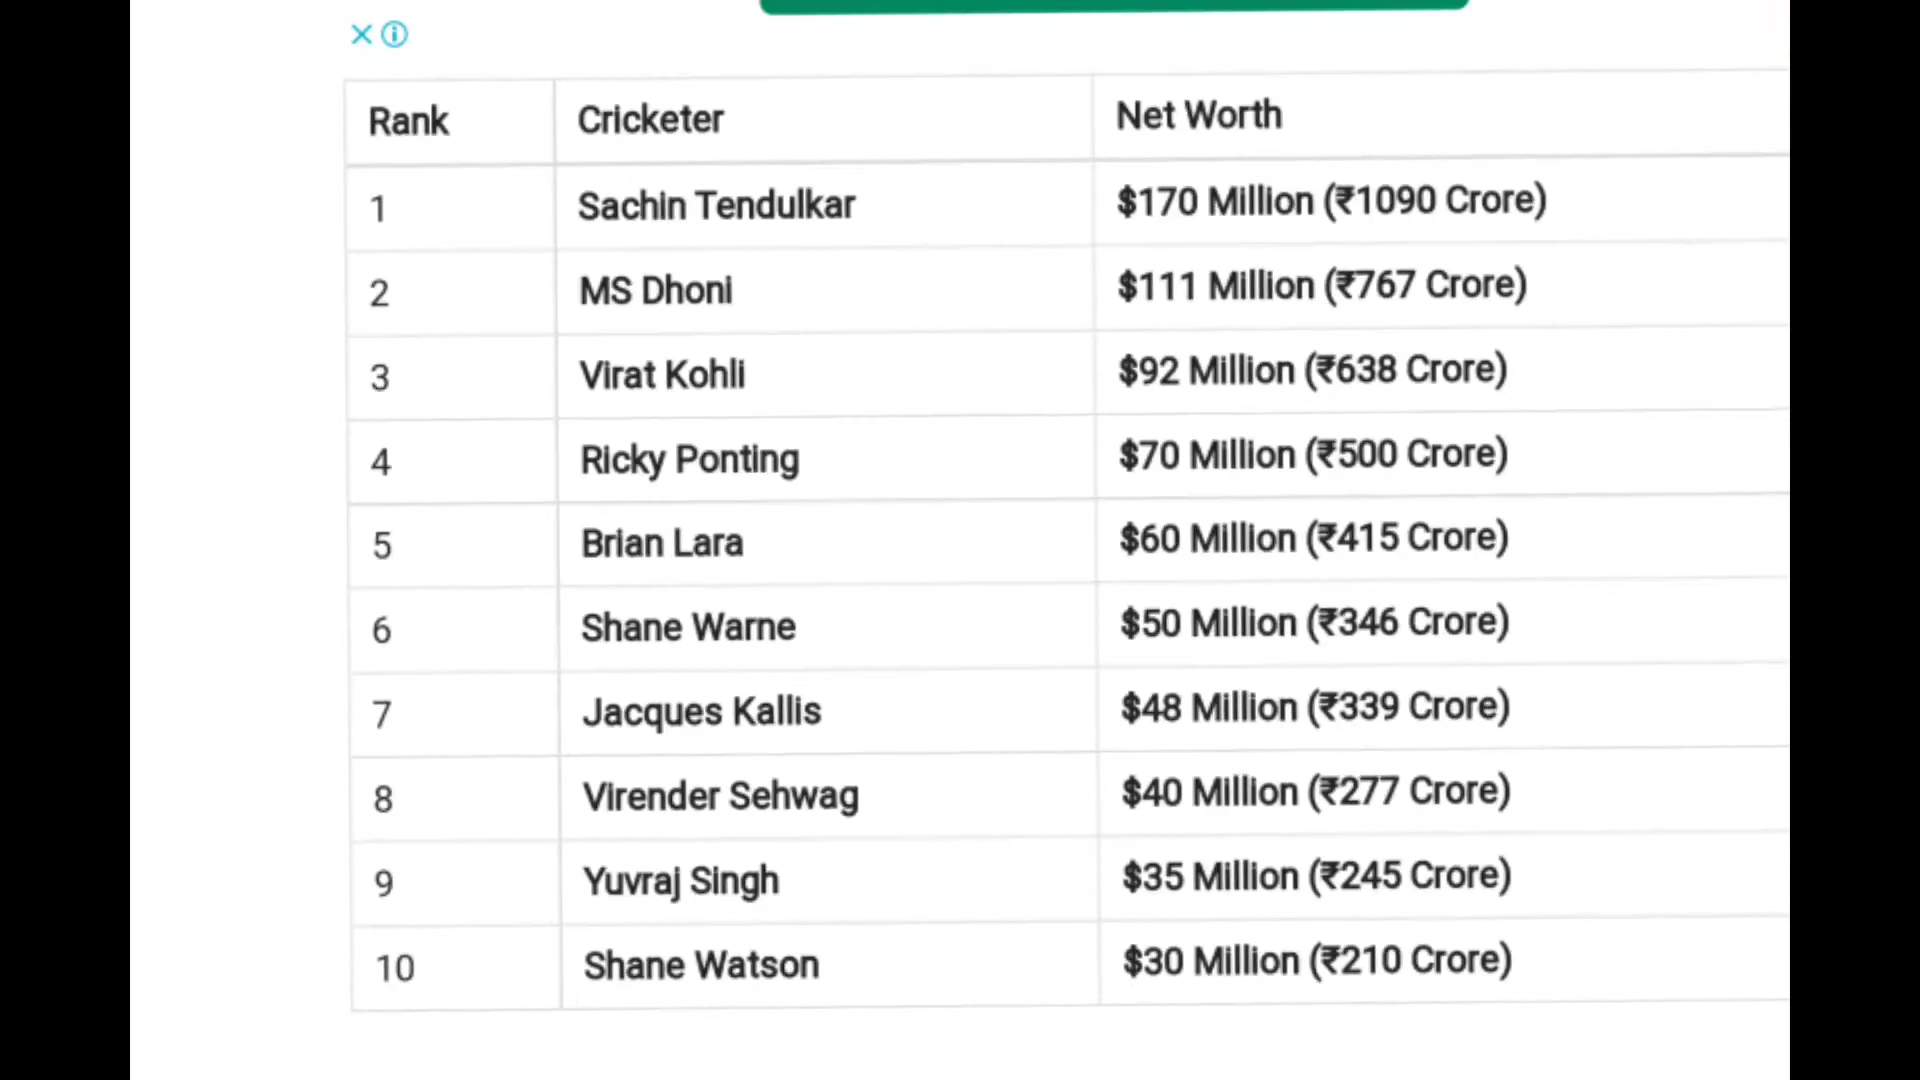 Rank Cricketer Net Worth
1 Sachin Tendulkar $170 Million (₹1090 Crore)
2 MS Dhoni $111 Million (₹767 Crore)
3 Virat Kohli $92 Million (₹638 Crore)
4 Ricky Ponting $70 Million (₹500 Crore)
5 Brian Lara $60 Million (₹415 Crore)
6 Shane Warne $50 Million (₹346 Crore)
7 Jacques Kallis $48 Million (₹339 Crore)
8 Virender Sehwag $40 Million (₹277 Crore)
9 Yuvraj Singh $35 Million (₹245 Crore)
10 Shane Watson $30 Million (₹210 Crore)